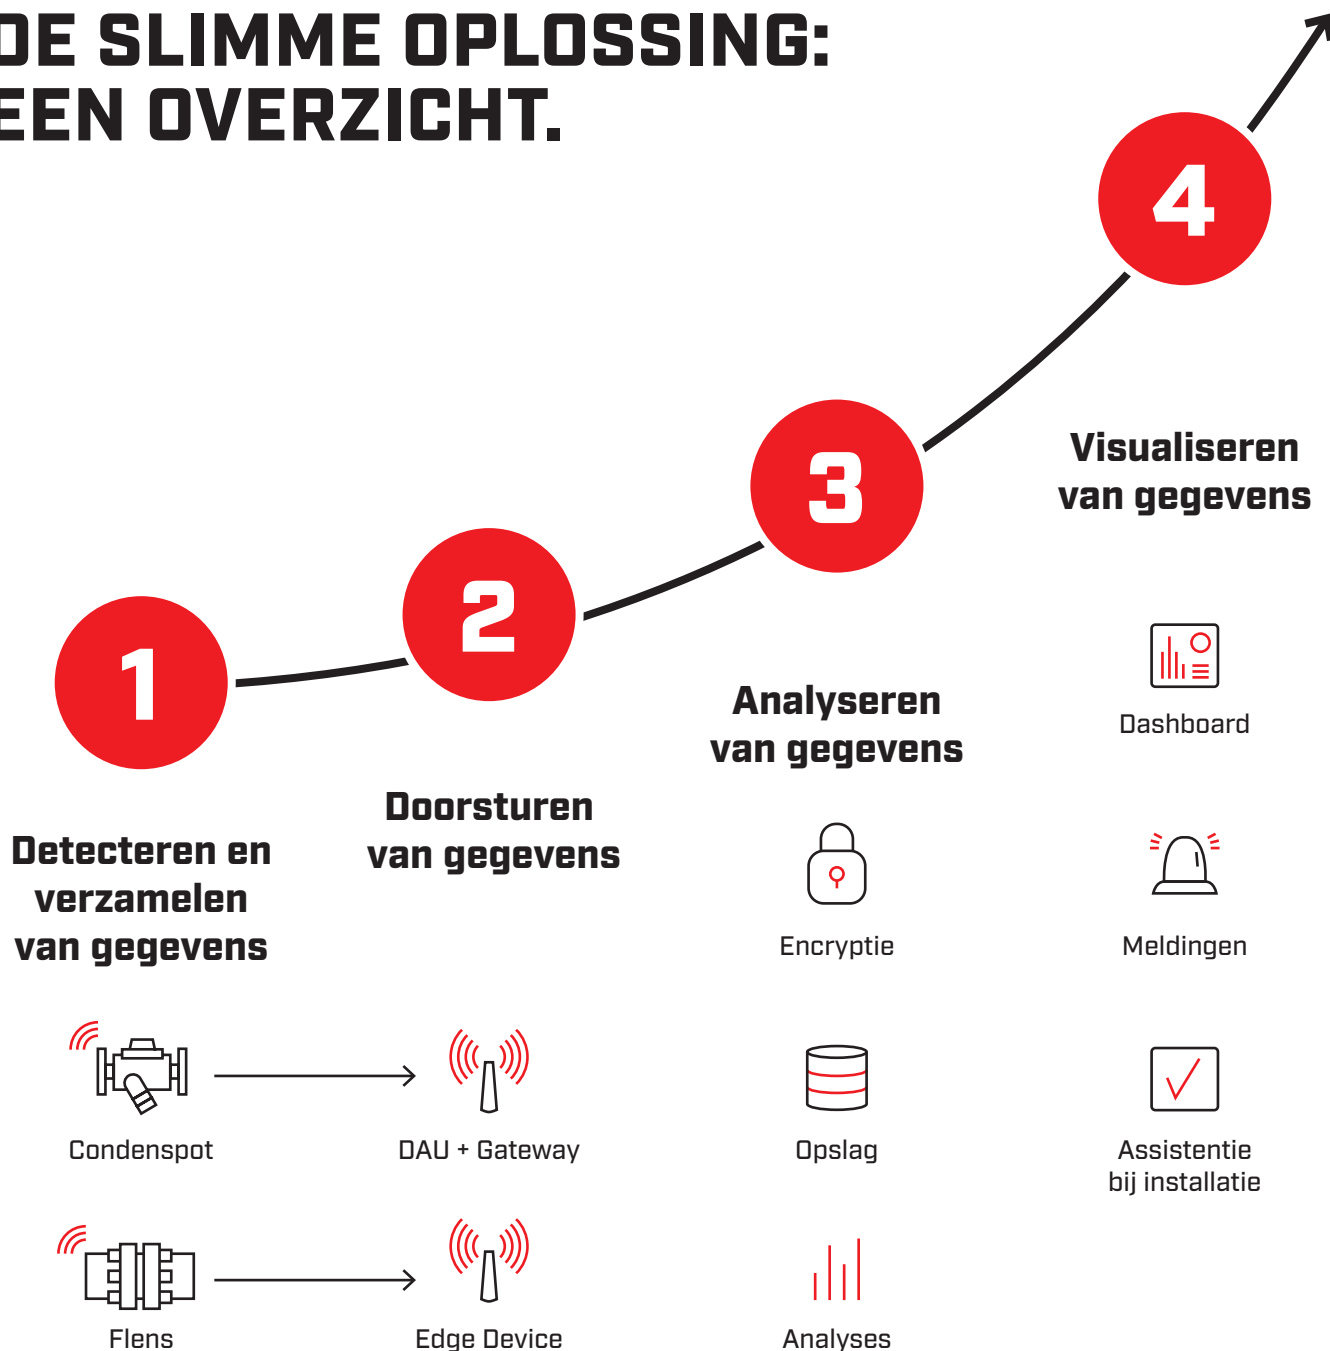 DE SLIMME OPLOSSING:
EEN OVERZICHT.
1
Detecteren en
verzamelen
van gegevens
Condenspot
Flens
2
Doorsturen
van gegevens
DAU + Gateway
Edge Device
3
Analyseren
van gegevens
Encryptie
Opslag
Analyses
4
Visualiseren
van gegevens
Dashboard
Meldingen
Assistentie
bij installatie